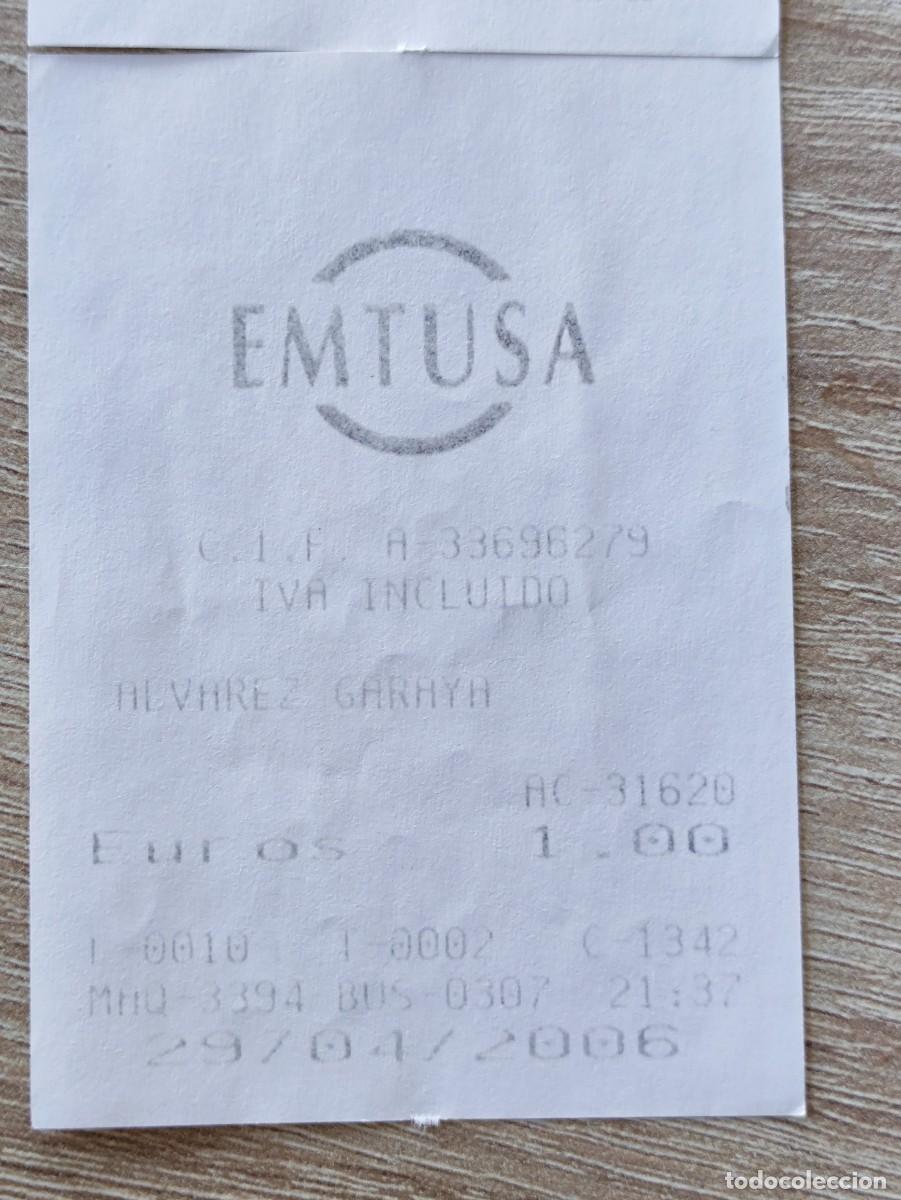 EMTUSA
C.I.F. A-33696279
IVA INCLUIDO
ALVAREZ GARAYA
AC-31620
Euros 1.00
L-0010 T-0002 C-1342
MAQ-3394 BUS-0307 21:37
29/04/2006
todocoleccion